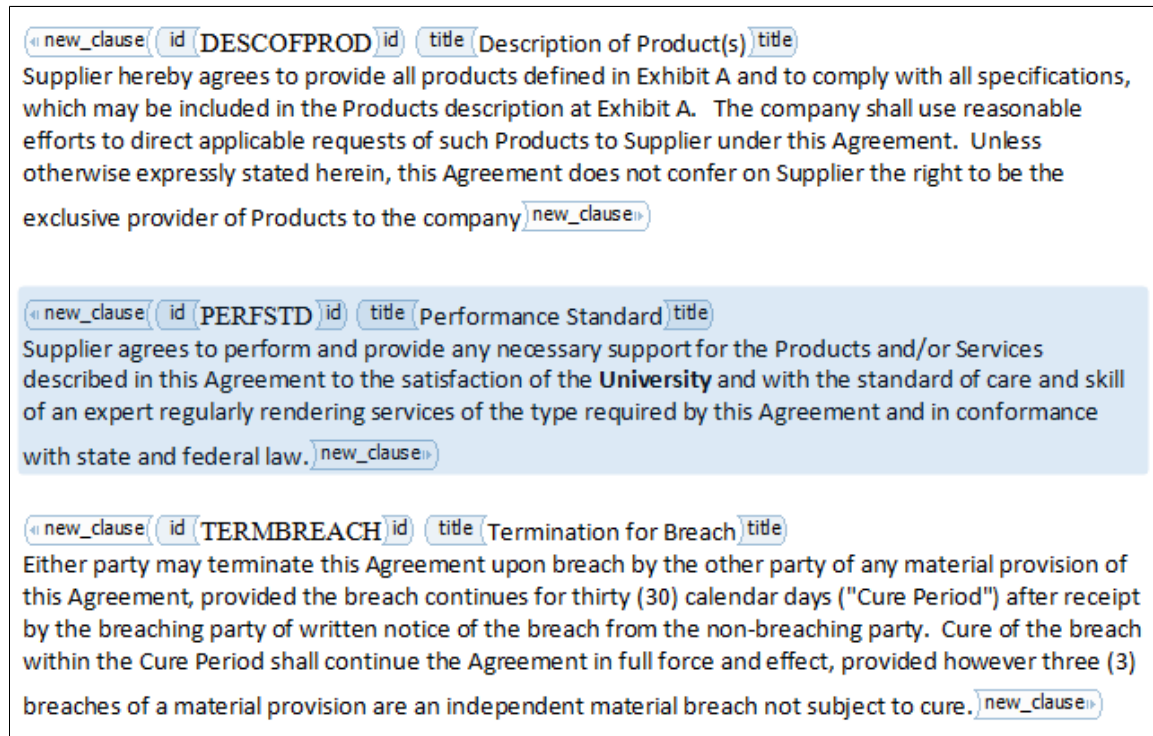 new_clause id DESCOFPROD id title Description of Product(s) title
Supplier hereby agrees to provide all products defined in Exhibit A and to comply with all specifications,
which may be included in the Products description at Exhibit A.   The company shall use reasonable
efforts to direct applicable requests of such Products to Supplier under this Agreement.  Unless
otherwise expressly stated herein, this Agreement does not confer on Supplier the right to be the
exclusive provider of Products to the company new_clause
new_clause id PERFSTD id title Performance Standard title
Supplier agrees to perform and provide any necessary support for the Products and/or Services
described in this Agreement to the satisfaction of the University and with the standard of care and skill
of an expert regularly rendering services of the type required by this Agreement and in conformance
with state and federal law. new_clause
new_clause id TERMBREACH id title Termination for Breach title
Either party may terminate this Agreement upon breach by the other party of any material provision of
this Agreement, provided the breach continues for thirty (30) calendar days ("Cure Period") after receipt
by the breaching party of written notice of the breach from the non-breaching party.  Cure of the breach
within the Cure Period shall continue the Agreement in full force and effect, provided however three (3)
breaches of a material provision are an independent material breach not subject to cure. new_clause